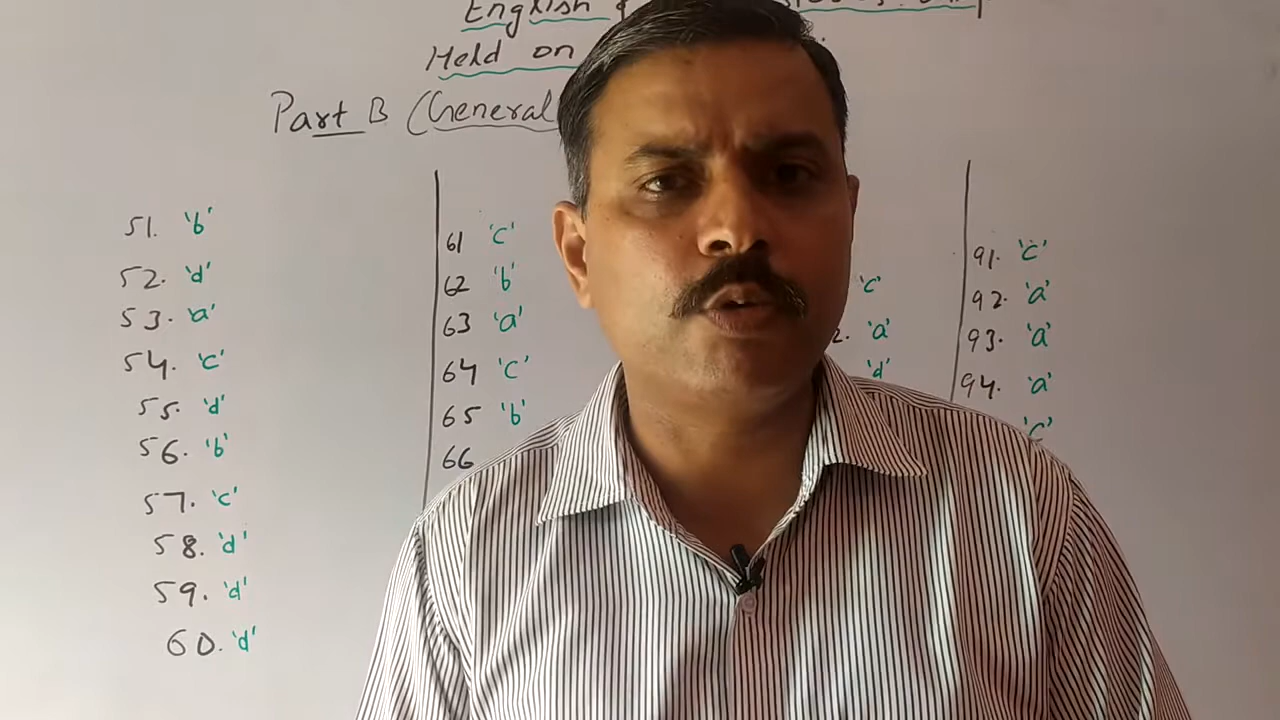 English &
Held on
Part B (General
51. 'b'
52. 'd'
53. 'a'
54. 'c'
55. 'd'
56. 'b'
57. 'c'
58. 'd'
59. 'd'
60. 'd'
61 'c'
62 'b'
63 'a'
64 'c'
65 'b'
66
'c'
2. 'a'
'd'
91. 'c'
92. 'a'
93. 'a'
94. 'a'
'c'